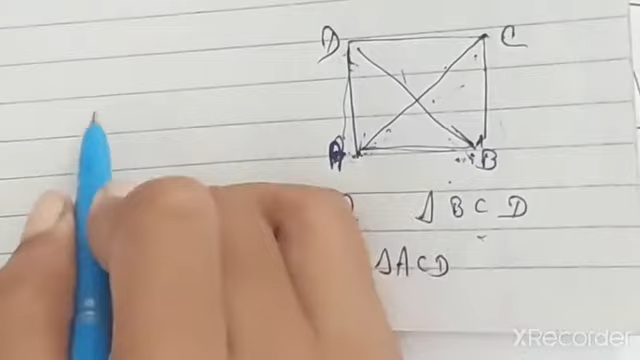 D C
A B
Δ B C D
Δ A C D
XRecorder